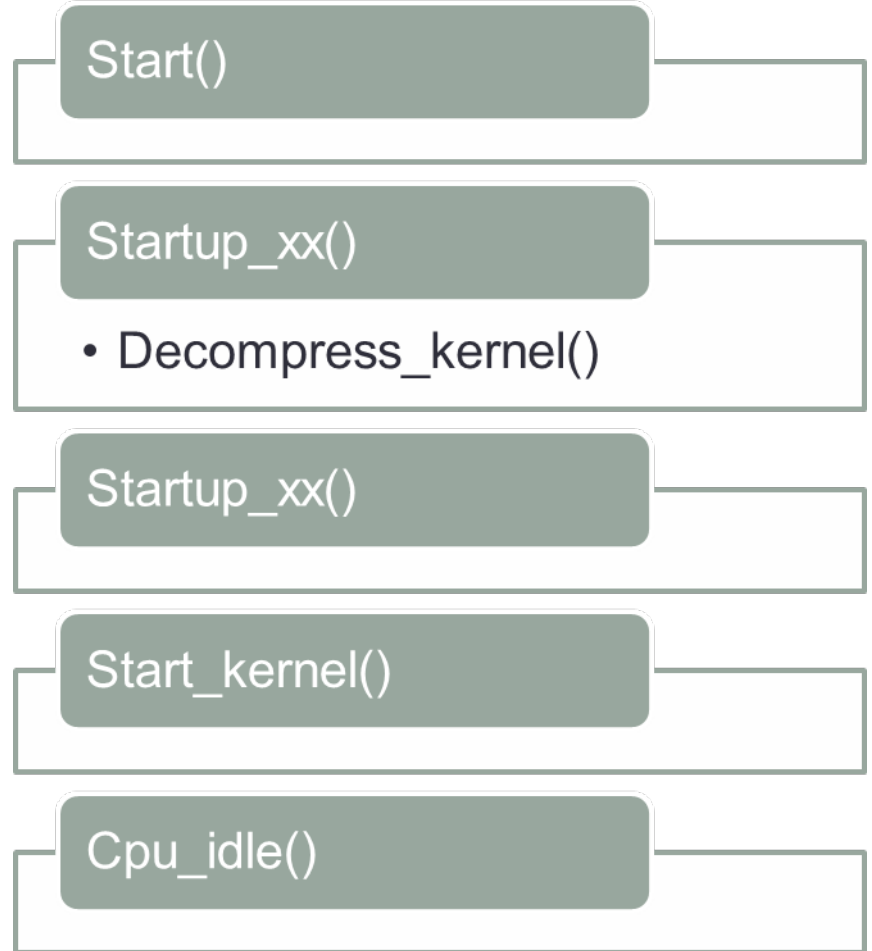 Start()
Startup_xx()
• Decompress_kernel()
Startup_xx()
Start_kernel()
Cpu_idle()